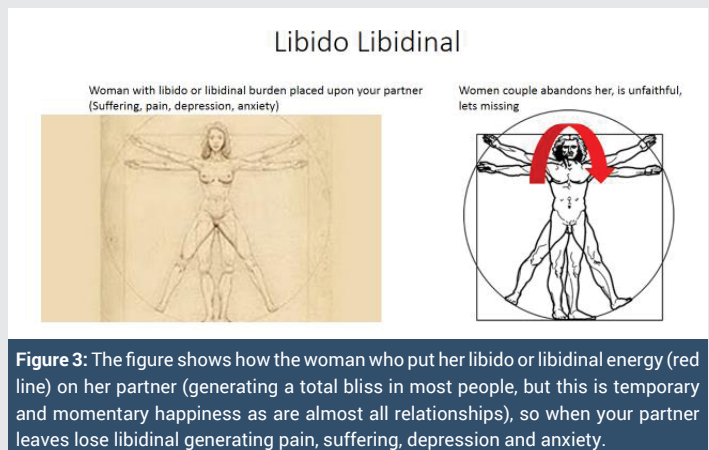 Libido Libidinal
Woman with libido or libidinal burden placed upon your partner
(Suffering, pain, depression, anxiety)
Women couple abandons her, is unfaithful,
lets missing
Figure 3: The figure shows how the woman who put her libido or libidinal energy (red
line) on her partner (generating a total bliss in most people, but this is temporary
and momentary happiness as are almost all relationships), so when your partner
leaves lose libidinal generating pain, suffering, depression and anxiety.